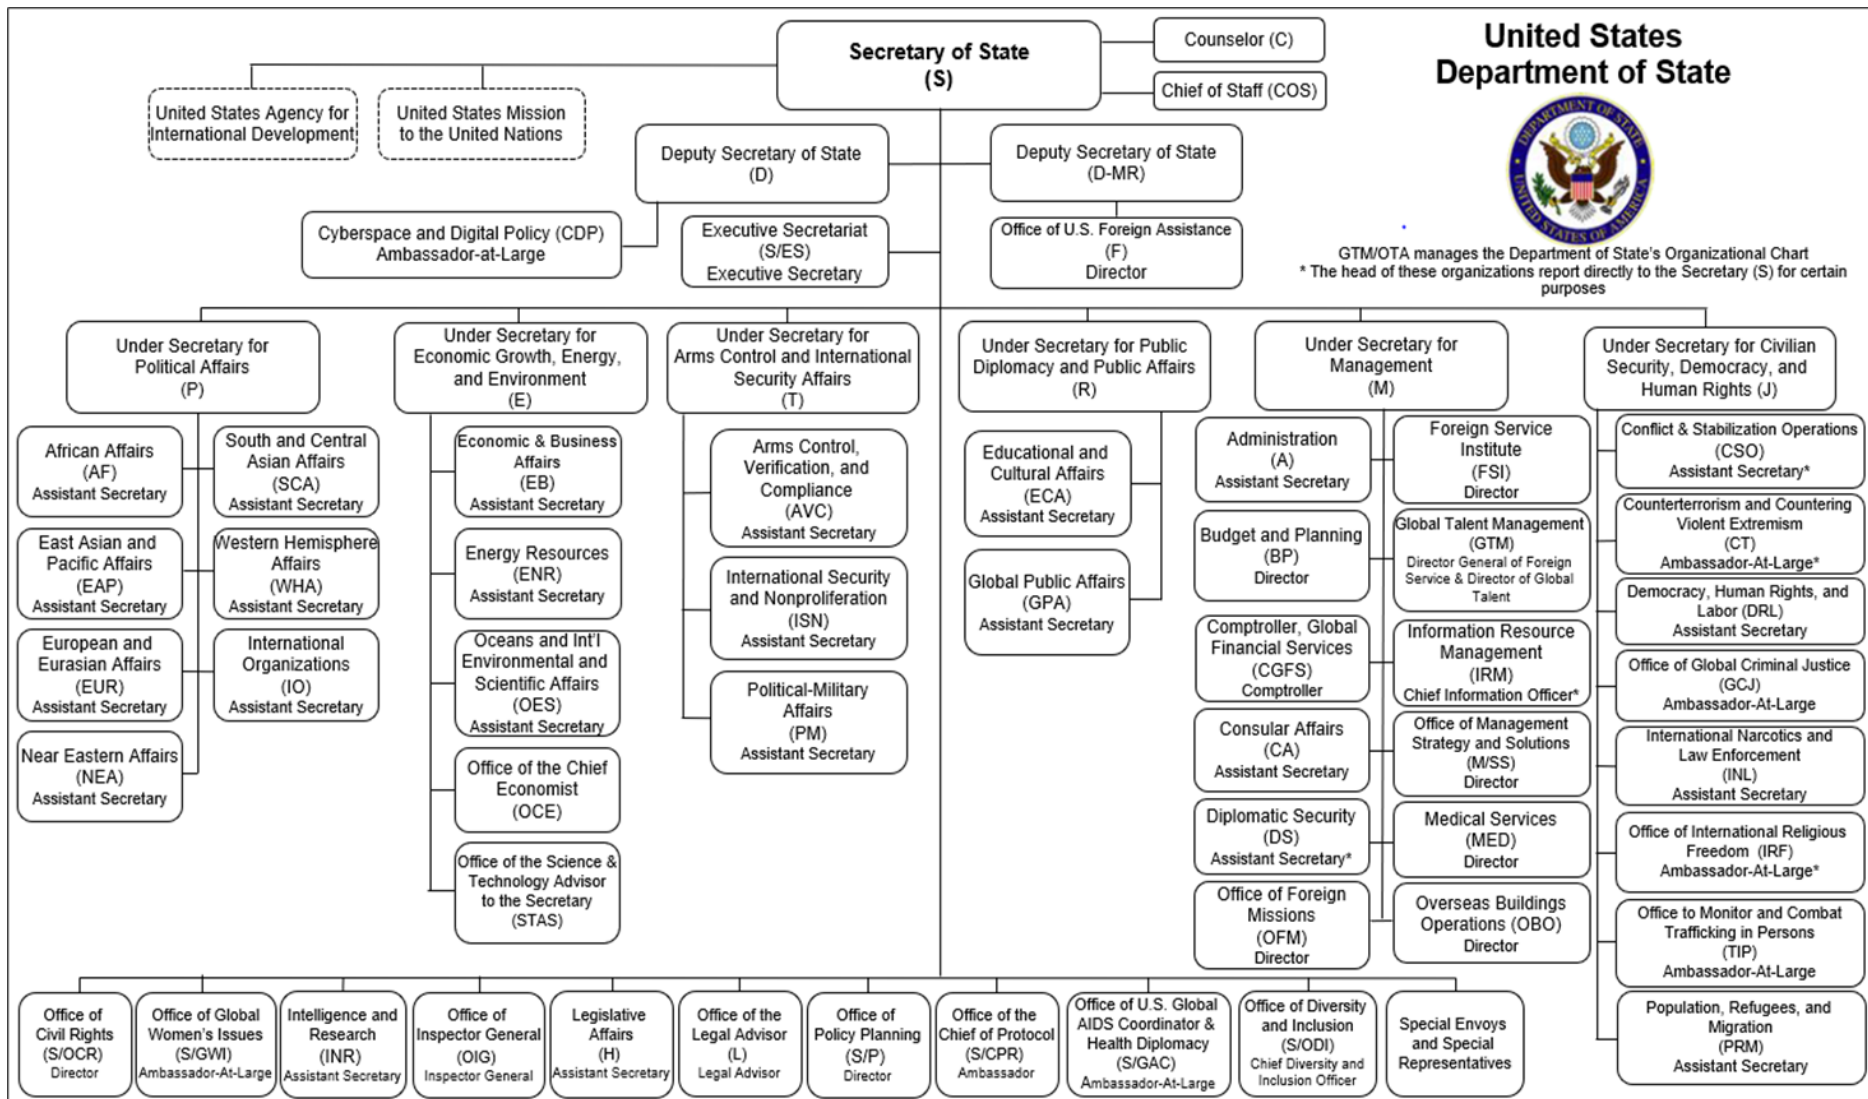 Secretary of State
(S)
Counselor (C)
Chief of Staff (COS)
United States
Department of State
DEPARTMENT OF STATE
UNITED STATES OF AMERICA
GTM/OTA manages the Department of State's Organizational Chart
* The head of these organizations report directly to the Secretary (S) for certain
purposes
United States Agency for
International Development
United States Mission
to the United Nations
Deputy Secretary of State
(D)
Deputy Secretary of State
(D-MR)
Cyberspace and Digital Policy (CDP)
Ambassador-at-Large
Executive Secretariat
(S/ES)
Executive Secretary
Office of U.S. Foreign Assistance
(F)
Director
Under Secretary for
Political Affairs
(P)
Under Secretary for
Economic Growth, Energy,
and Environment
(E)
Under Secretary for
Arms Control and International
Security Affairs
(T)
Under Secretary for Public
Diplomacy and Public Affairs
(R)
Under Secretary for
Management
(M)
Under Secretary for Civilian
Security, Democracy, and
Human Rights (J)
African Affairs
(AF)
Assistant Secretary
South and Central
Asian Affairs
(SCA)
Assistant Secretary
East Asian and
Pacific Affairs
(EAP)
Assistant Secretary
Western Hemisphere
Affairs
(WHA)
Assistant Secretary
European and
Eurasian Affairs
(EUR)
Assistant Secretary
International
Organizations
(IO)
Assistant Secretary
Near Eastern Affairs
(NEA)
Assistant Secretary
Economic & Business
Affairs
(EB)
Assistant Secretary
Energy Resources
(ENR)
Assistant Secretary
Oceans and Int'l
Environmental and
Scientific Affairs
(OES)
Assistant Secretary
Office of the Chief
Economist
(OCE)
Office of the Science &
Technology Advisor
to the Secretary
(STAS)
Arms Control,
Verification, and
Compliance
(AVC)
Assistant Secretary
International Security
and Nonproliferation
(ISN)
Assistant Secretary
Political-Military
Affairs
(PM)
Assistant Secretary
Educational and
Cultural Affairs
(ECA)
Assistant Secretary
Global Public Affairs
(GPA)
Assistant Secretary
Administration
(A)
Assistant Secretary
Foreign Service
Institute
(FSI)
Director
Budget and Planning
(BP)
Director
Global Talent Management
(GTM)
Director General of Foreign
Service & Director of Global
Talent
Comptroller, Global
Financial Services
(CGFS)
Comptroller
Information Resource
Management
(IRM)
Chief Information Officer*
Consular Affairs
(CA)
Assistant Secretary
Office of Management
Strategy and Solutions
(M/SS)
Director
Diplomatic Security
(DS)
Assistant Secretary*
Medical Services
(MED)
Director
Office of Foreign
Missions
(OFM)
Director
Overseas Buildings
Operations (OBO)
Director
Conflict & Stabilization Operations
(CSO)
Assistant Secretary*
Counterterrorism and Countering
Violent Extremism
(CT)
Ambassador-At-Large*
Democracy, Human Rights, and
Labor (DRL)
Assistant Secretary
Office of Global Criminal Justice
(GCJ)
Ambassador-At-Large
International Narcotics and
Law Enforcement
(INL)
Assistant Secretary
Office of International Religious
Freedom (IRF)
Ambassador-At-Large*
Office to Monitor and Combat
Trafficking in Persons
(TIP)
Ambassador-At-Large
Population, Refugees, and
Migration
(PRM)
Assistant Secretary
Office of
Civil Rights
(S/OCR)
Director
Office of Global
Women's Issues
(S/GWI)
Ambassador-At-Large
Intelligence and
Research
(INR)
Assistant Secretary
Office of
Inspector General
(OIG)
Inspector General
Legislative
Affairs
(H)
Assistant Secretary
Office of the
Legal Advisor
(L)
Legal Advisor
Office of
Policy Planning
(S/P)
Director
Office of the
Chief of Protocol
(S/CPR)
Ambassador
Office of U.S. Global
AIDS Coordinator &
Health Diplomacy
(S/GAC)
Ambassador-At-Large
Office of Diversity
and Inclusion
(S/ODI)
Chief Diversity and
Inclusion Officer
Special Envoys
and Special
Representatives